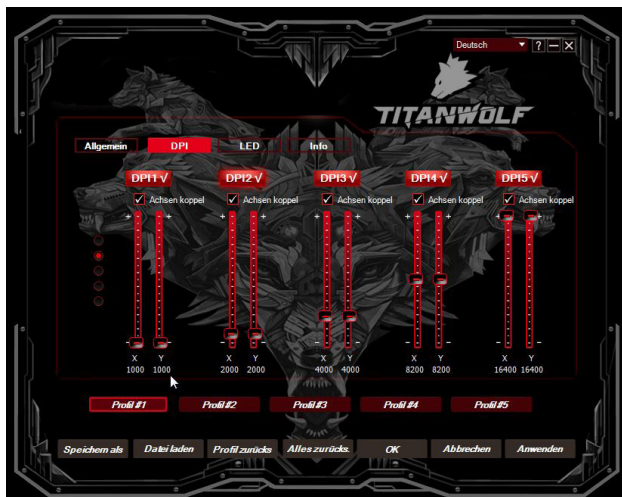 Deutsch ? 
TITANWOLF
Allgemein DPI LED Info
DPI1 √ DPI2 √ DPI3 √ DPI4 √ DPI5 √
Achsen koppel Achsen koppel Achsen koppel Achsen koppel Achsen koppel
+ + + + + + + + + +
- - - - - - - - - -
X Y X Y X Y X Y X Y
1000 1000 2000 2000 4000 4000 8200 8200 16400 16400
Profil #1 Profil #2 Profil #3 Profil #4 Profil #5
Speichern als Datei laden Profil zurücks Alles zurücks. OK Abbrechen Anwenden